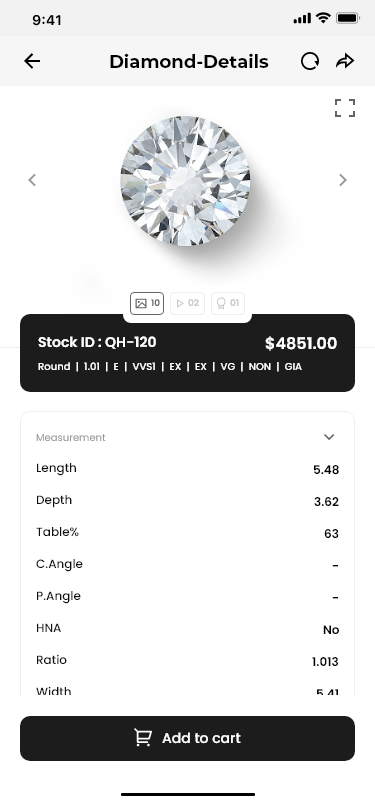 9:41
Diamond-Details
10 02 01
Stock ID : QH-120 $4851.00
Round | 1.01 | E | VVS1 | EX | EX | VG | NON | GIA
Measurement
Length 5.48
Depth 3.62
Table% 63
C.Angle -
P.Angle -
HNA No
Ratio 1.013
Width 5.41
Add to cart